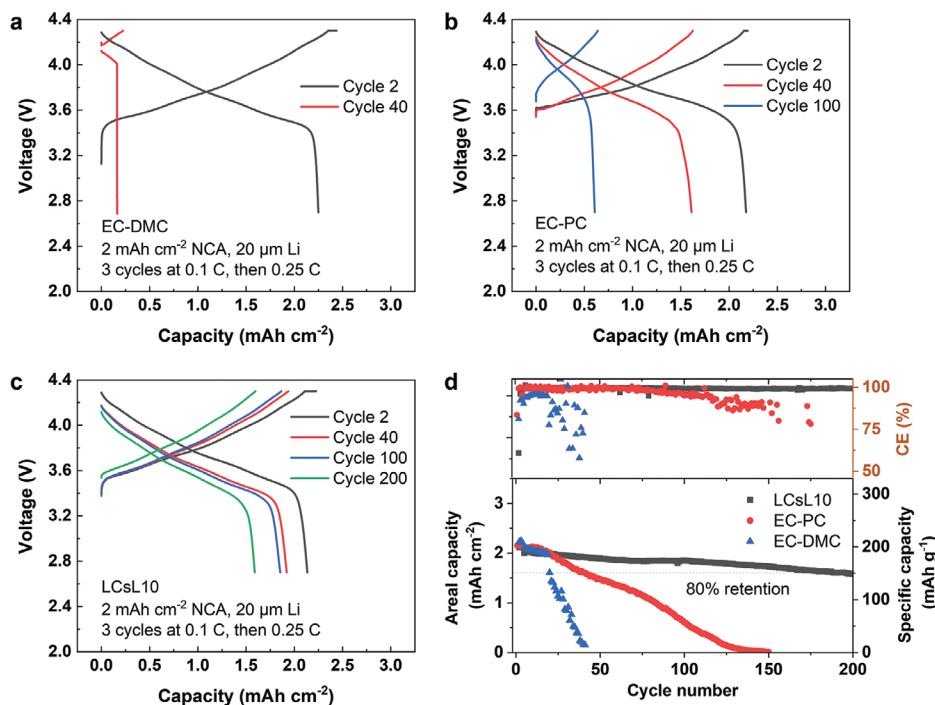 a
4.4
4.0
3.6
3.2
2.8
2.4
2.0
Voltage (V)
Cycle 2
Cycle 40
EC-DMC
2 mAh cm⁻² NCA, 20 µm Li
3 cycles at 0.1 C, then 0.25 C
0.0 0.5 1.0 1.5 2.0 2.5 3.0
Capacity (mAh cm⁻²)
b
4.4
4.0
3.6
3.2
2.8
2.4
2.0
Voltage (V)
Cycle 2
Cycle 40
Cycle 100
EC-PC
2 mAh cm⁻² NCA, 20 µm Li
3 cycles at 0.1 C, then 0.25 C
0.0 0.5 1.0 1.5 2.0 2.5 3.0
Capacity (mAh cm⁻²)
c
4.4
4.0
3.6
3.2
2.8
2.4
2.0
Voltage (V)
Cycle 2
Cycle 40
Cycle 100
Cycle 200
LCsL10
2 mAh cm⁻² NCA, 20 µm Li
3 cycles at 0.1 C, then 0.25 C
0.0 0.5 1.0 1.5 2.0 2.5 3.0
Capacity (mAh cm⁻²)
d
100
75
50
CE (%)
3
2
1
0
Areal capacity
(mAh cm⁻²)
LCsL10
EC-PC
EC-DMC
80% retention
300
200
100
0
Specific capacity
(mAh g⁻¹)
0 25 50 75 100 125 150 175 200
Cycle number